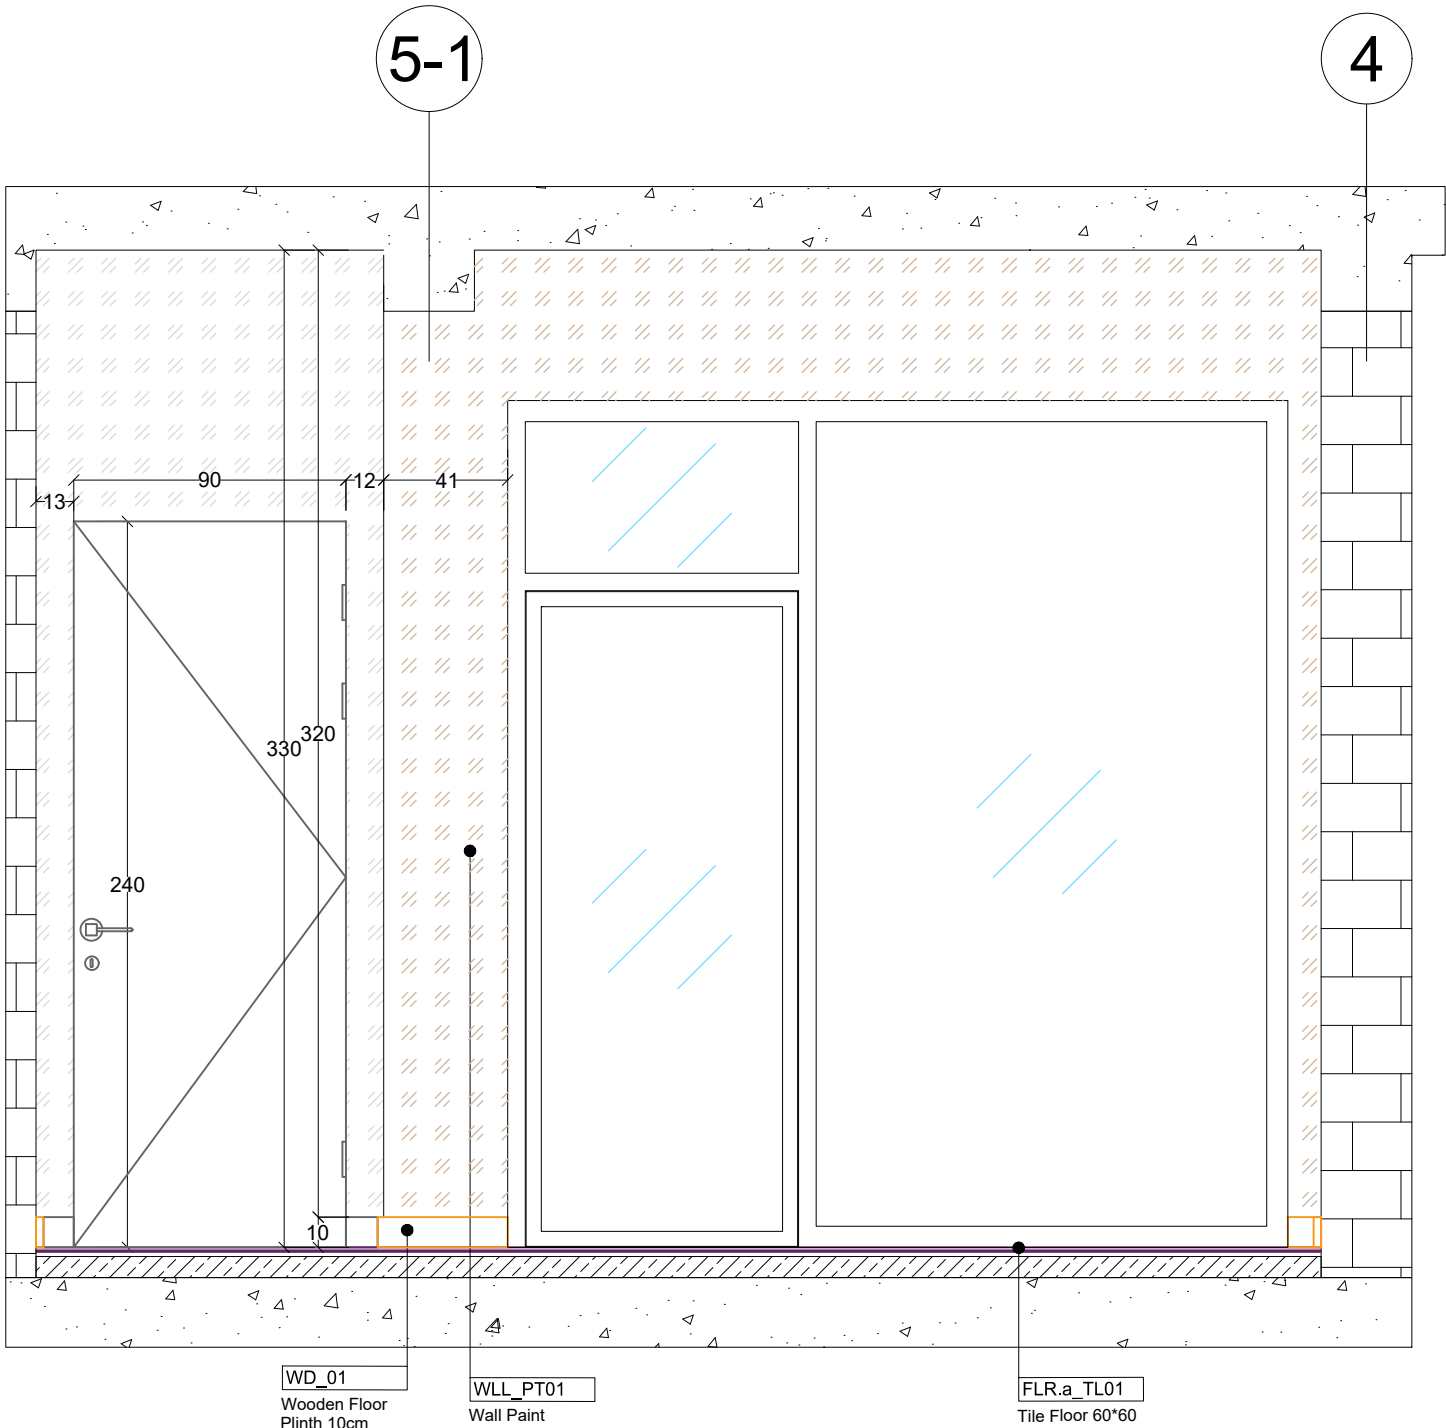 5-1
4
90
12
41
13
330
320
240
10
WD_01
Wooden Floor
Plinth 10cm
WLL_PT01
Wall Paint
FLR.a_TL01
Tile Floor 60*60